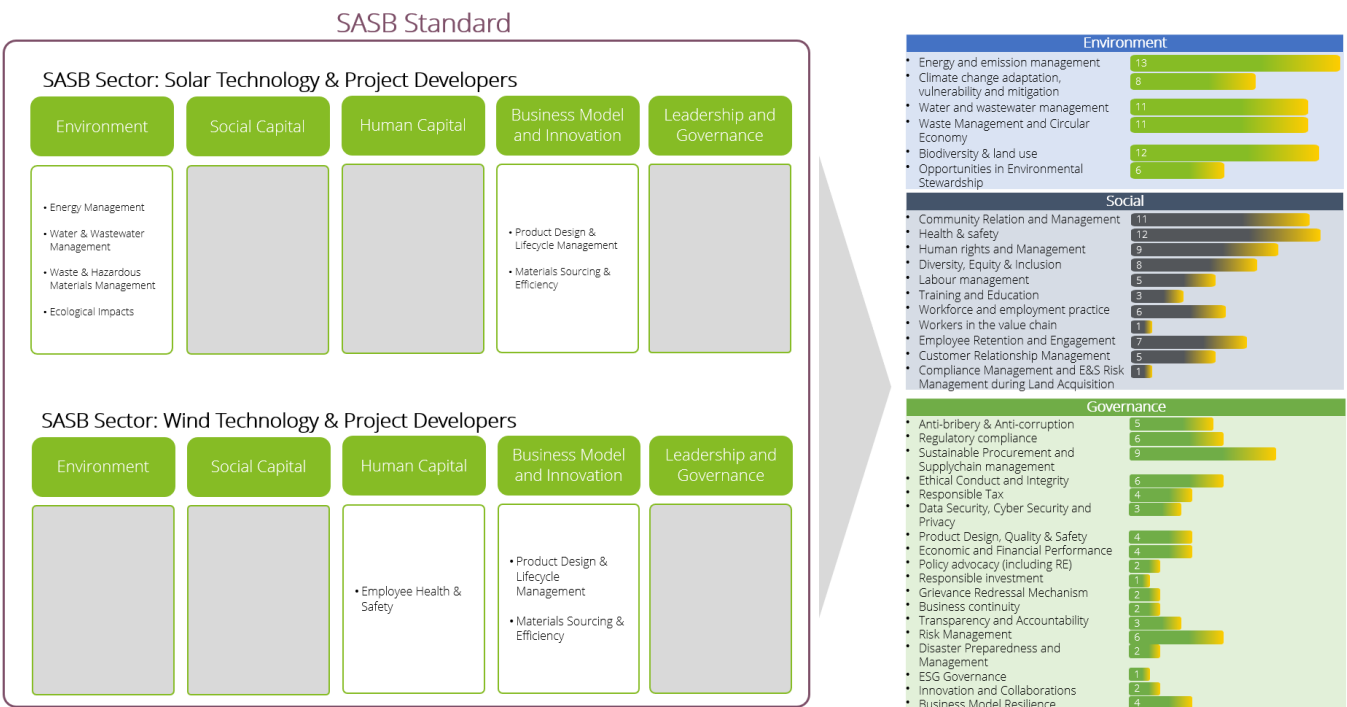 SASB Standard
SASB Sector: Solar Technology & Project Developers
Environment
Social Capital
Human Capital
Business Model
and Innovation
Leadership and
Governance
• Energy Management
• Water & Wastewater
Management
• Waste & Hazardous
Materials Management
• Ecological Impacts
• Product Design &
Lifecycle Management
• Materials Sourcing &
Efficiency
SASB Sector: Wind Technology & Project Developers
Environment
Social Capital
Human Capital
Business Model
and Innovation
Leadership and
Governance
• Employee Health &
Safety
• Product Design &
Lifecycle
Management
• Materials Sourcing &
Efficiency
Environment
• Energy and emission management 13
• Climate change adaptation,
vulnerability and mitigation 8
• Water and wastewater management 11
• Waste Management and Circular
Economy 11
• Biodiversity & land use 12
• Opportunities in Environmental
Stewardship 6
Social
• Community Relation and Management 11
• Health & safety 12
• Human rights and Management 9
• Diversity, Equity & Inclusion 8
• Labour management 5
• Training and Education 3
• Workforce and employment practice 6
• Workers in the value chain 1
• Employee Retention and Engagement 7
• Customer Relationship Management 5
• Compliance Management and E&S Risk
Management during Land Acquisition 1
Governance
• Anti-bribery & Anti-corruption 5
• Regulatory compliance 6
• Sustainable Procurement and
Supplychain management 9
• Ethical Conduct and Integrity 6
• Responsible Tax 4
• Data Security, Cyber Security and
Privacy 3
• Product Design, Quality & Safety 4
• Economic and Financial Performance 4
• Policy advocacy (including RE) 2
• Responsible investment 1
• Grievance Redressal Mechanism 2
• Business continuity 2
• Transparency and Accountability 3
• Risk Management 6
• Disaster Preparedness and
Management 2
• ESG Governance 1
• Innovation and Collaborations 2
• Business Model Resilience 4